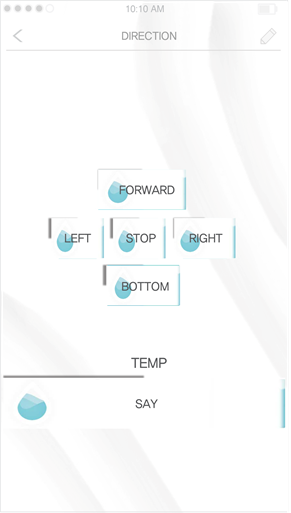 10:10 AM
DIRECTION
FORWARD
LEFT STOP RIGHT
BOTTOM
TEMP
SAY